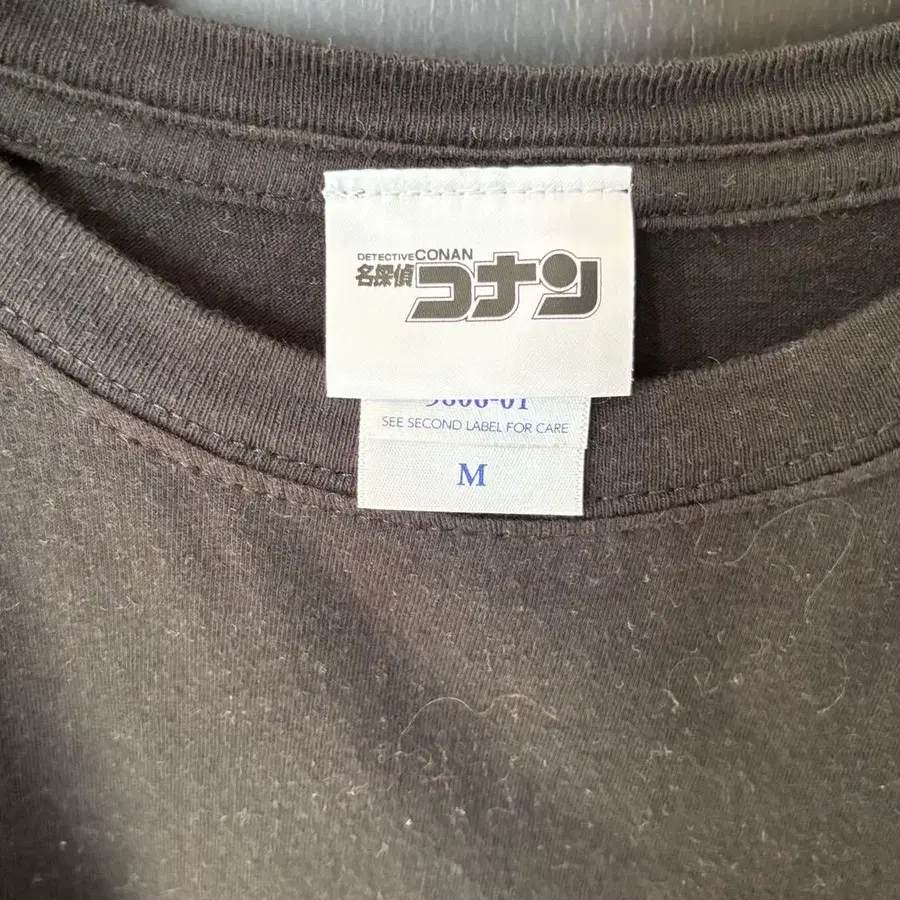 DETECTIVE CONAN
名探偵コナン
SEE SECOND LABEL FOR CARE
M